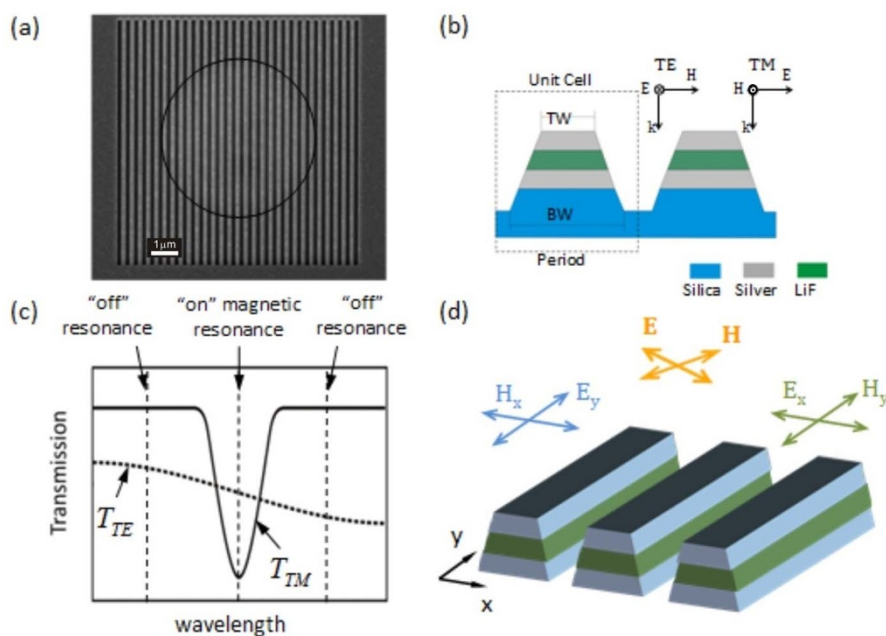 (a)
1μm
(b)
Unit Cell
TE
TM
E
H
k
H
E
k
TW
BW
Period
Silica
Silver
LiF
(c)
"off" resonance
"on" magnetic resonance
"off" resonance
Transmission
T_TE
T_TM
wavelength
(d)
E
H
H_x
E_y
E_x
H_y
y
x